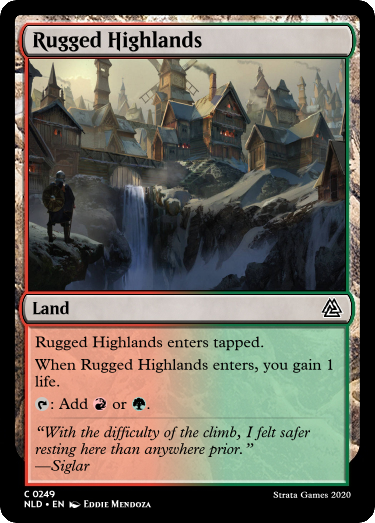 Rugged Highlands
Land
Rugged Highlands enters tapped.
When Rugged Highlands enters, you gain 1
life.
: Add or .
“With the difficulty of the climb, I felt safer
resting here than anywhere prior.”
—Siglar
C 0249
NLD • EN Eddie Mendoza
Strata Games 2020